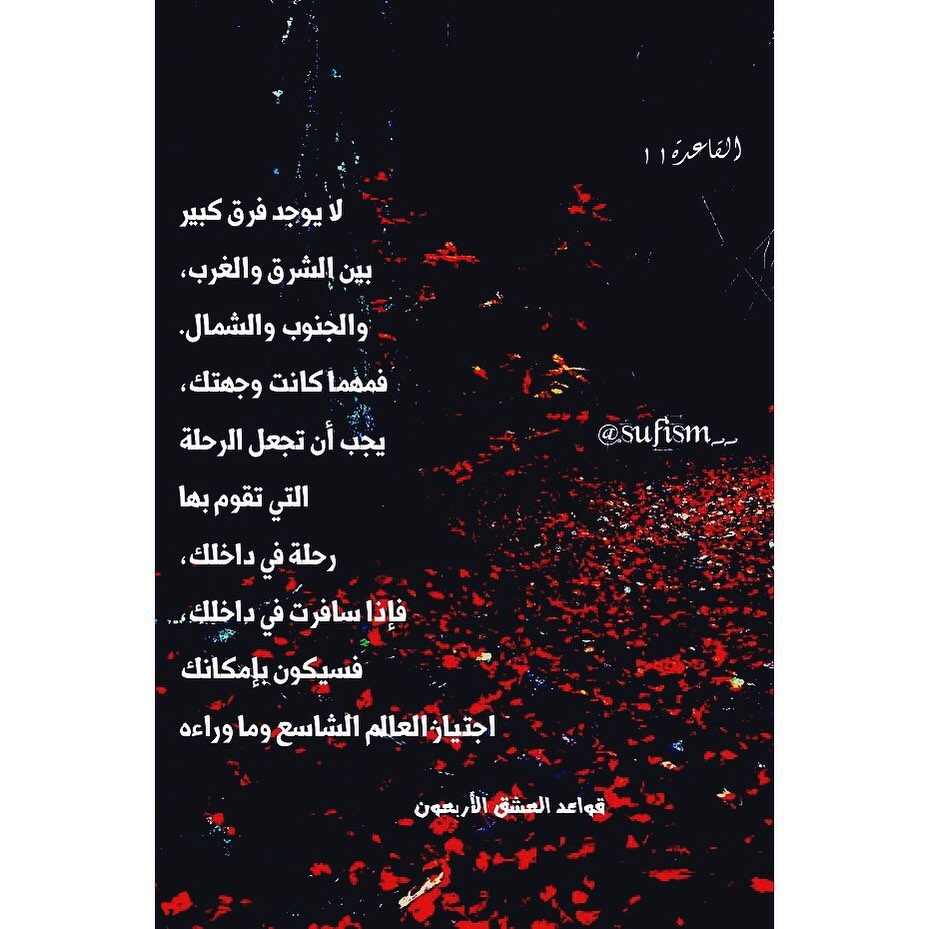 القاعدة ١١
لا يوجد فرق كبير
بين الشرق والغرب،
والجنوب والشمال.
فمهما كانت وجهتك،
يجب أن تجعل الرحلة
@sufism__
التي تقوم بها
رحلة في داخلك،
فإذا سافرت في داخلك،
فسيكون بإمكانك
اجتياز العالم الشاسع وما وراءه
قواعد العشق الأربعون